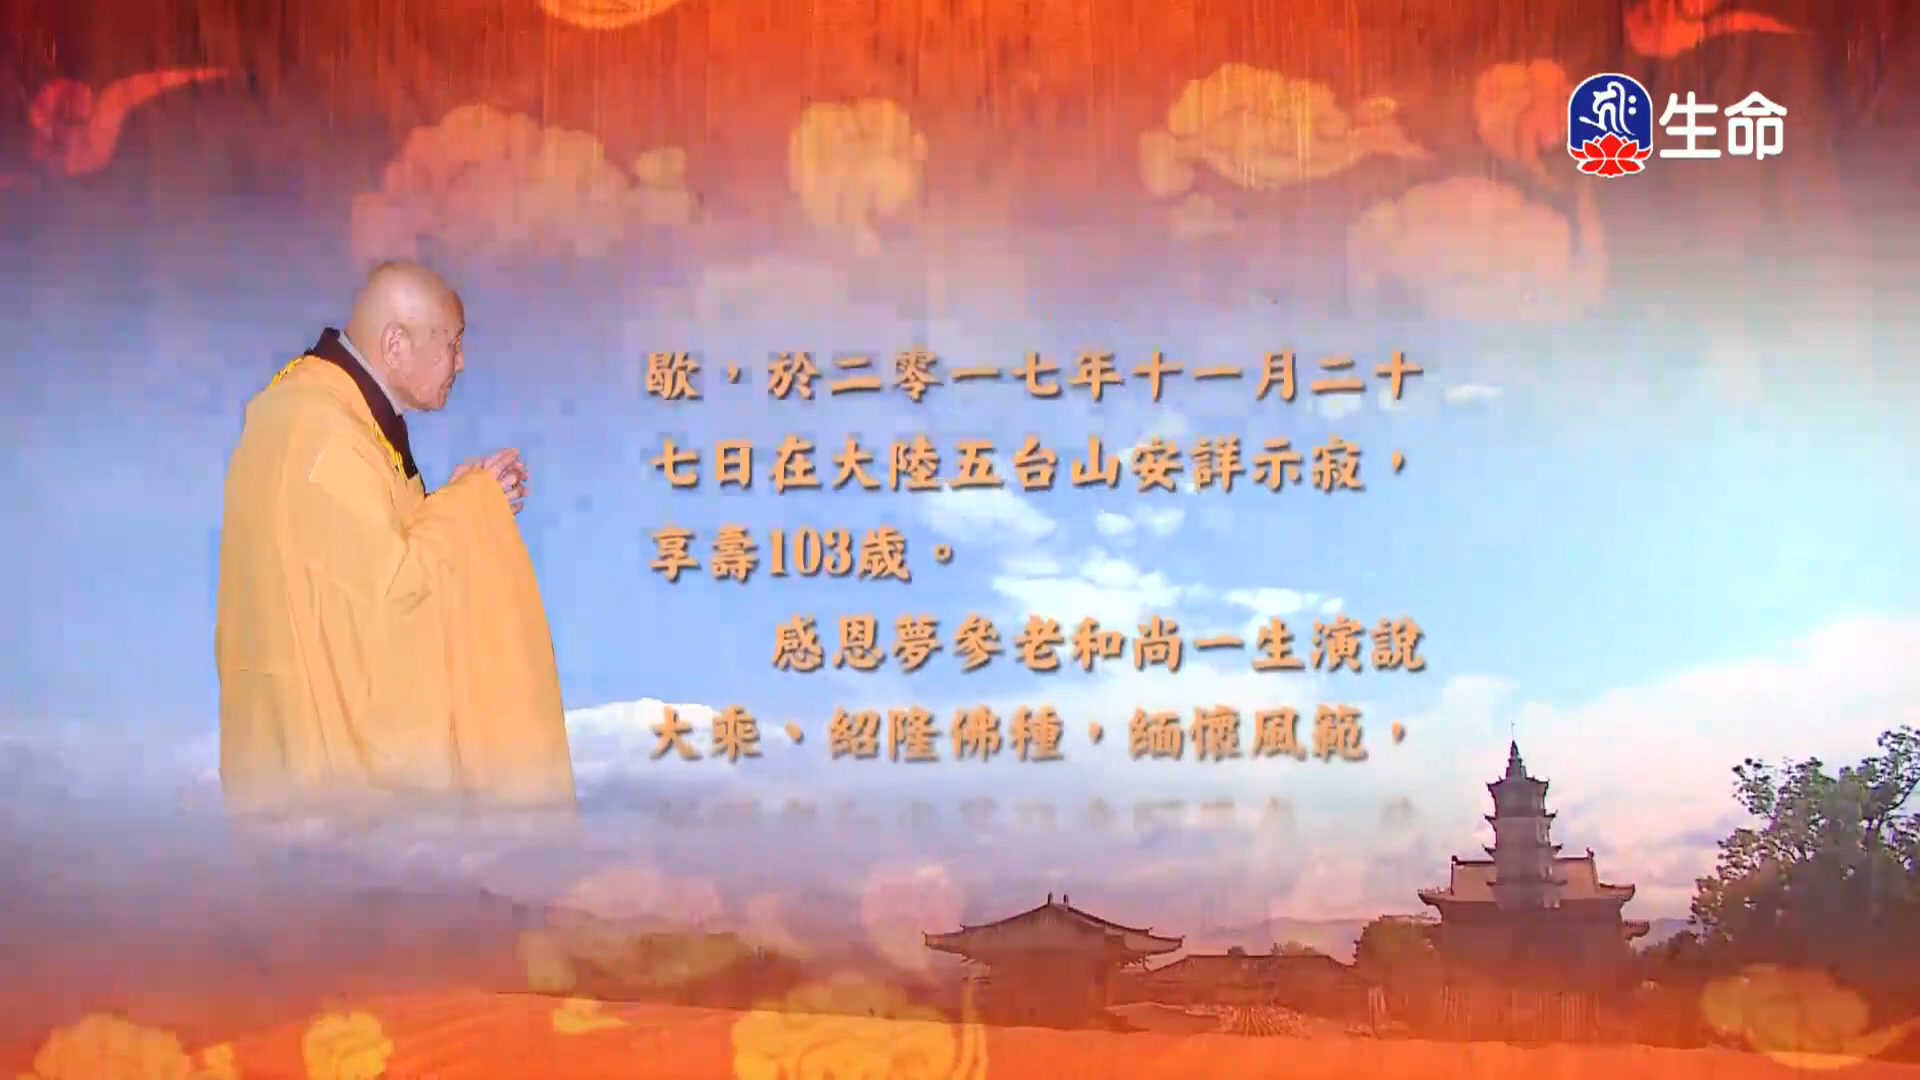 生命
歇，於二零一七年十一月二十
七日在大陸五台山安詳示寂，
享壽103歲。
感恩夢參老和尚一生演說
大乘、紹隆佛種，緬懷風範，